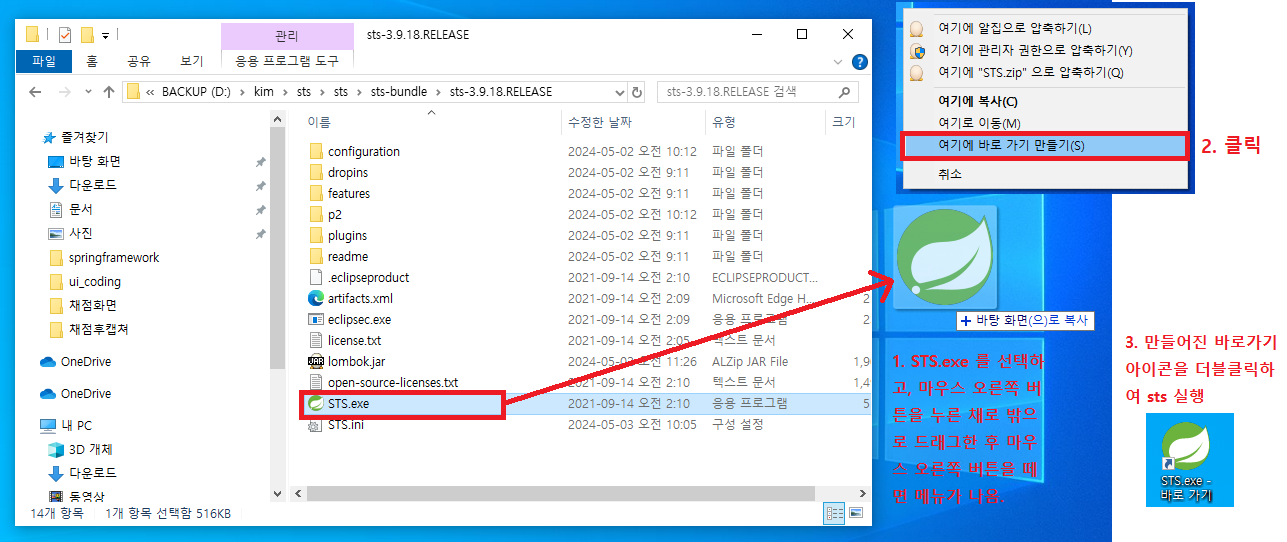 관리
sts-3.9.18.RELEASE
파일
홈
공유
보기
응용 프로그램 도구
« BACKUP (D:) > kim > sts > sts > sts-bundle > sts-3.9.18.RELEASE
sts-3.9.18.RELEASE 검색
즐겨찾기
바탕 화면
다운로드
문서
사진
springframework
ui_coding
채점화면
채점후캡쳐
OneDrive
OneDrive
내 PC
3D 개체
다운로드
동영상
이름 수정한 날짜 유형 크기
configuration 2024-05-02 오전 10:12 파일 폴더
dropins 2024-05-02 오전 9:11 파일 폴더
features 2024-05-02 오전 9:11 파일 폴더
p2 2024-05-02 오전 10:12 파일 폴더
plugins 2024-05-02 오전 9:11 파일 폴더
readme 2024-05-02 오전 9:11 파일 폴더
.eclipseproduct 2021-09-14 오전 2:10 ECLIPSEPRODUCT...
artifacts.xml 2021-09-14 오전 2:09 Microsoft Edge H... 2
eclipsec.exe 2021-09-14 오전 2:09 응용 프로그램 2
license.txt 2021-09-14 오전 2:05 텍스트 문서
lombok.jar 2024-05-02 오전 11:26 ALZip JAR File 1,9
open-source-licenses.txt 2021-09-14 오전 2:10 텍스트 문서 1,4
STS.exe 2021-09-14 오전 2:10 응용 프로그램 5
STS.ini 2024-05-03 오전 10:05 구성 설정
14개 항목 1개 항목 선택함 516KB
여기에 알집으로 압축하기(L)
여기에 관리자 권한으로 압축하기(Y)
여기에 "STS.zip" 으로 압축하기(Q)
여기에 복사(C)
여기로 이동(M)
여기에 바로 가기 만들기(S)
취소
2. 클릭
+ 바탕 화면(으)로 복사
1. STS.exe 를 선택하
고, 마우스 오른쪽 버
튼을 누른 채로 밖으
로 드래그한 후 마우
스 오른쪽 버튼을 떼
면 메뉴가 나옴.
3. 만들어진 바로가기
아이콘을 더블클릭하
여 sts 실행
STS.exe -
바로 가기